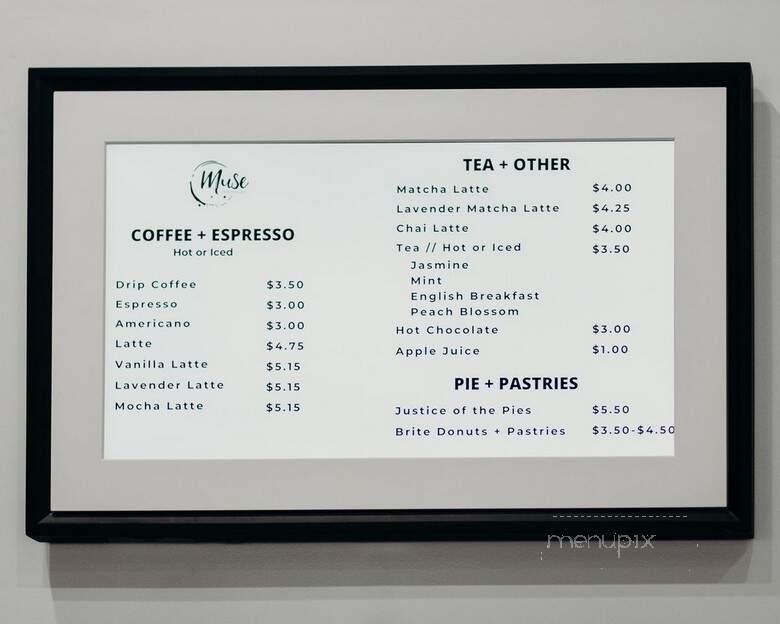 Muse
COFFEE + ESPRESSO
Hot or Iced
Drip Coffee $3.50
Espresso $3.00
Americano $3.00
Latte $4.75
Vanilla Latte $5.15
Lavender Latte $5.15
Mocha Latte $5.15
TEA + OTHER
Matcha Latte $4.00
Lavender Matcha Latte $4.25
Chai Latte $4.00
Tea // Hot or Iced $3.50
Jasmine
Mint
English Breakfast
Peach Blossom
Hot Chocolate $3.00
Apple Juice $1.00
PIE + PASTRIES
Justice of the Pies $5.50
Brite Donuts + Pastries $3.50-$4.50
menupix